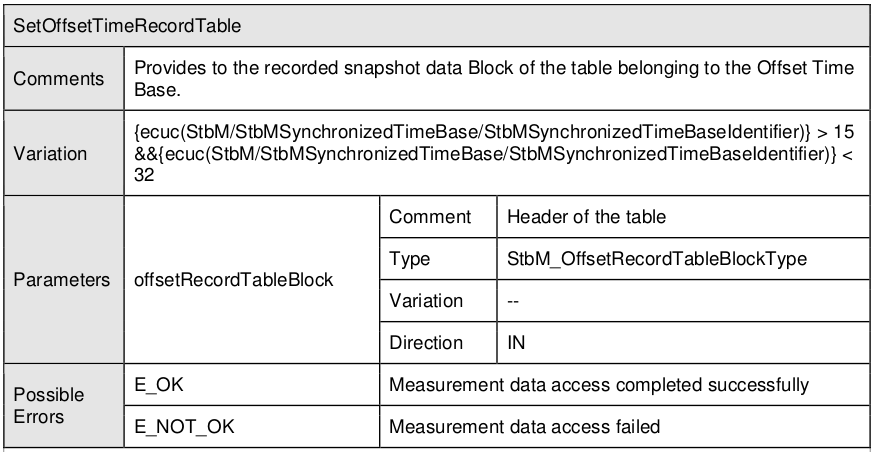 SetOffsetTimeRecordTable
Comments
Provides to the recorded snapshot data Block of the table belonging to the Offset Time
Base.
Variation
{ecuc(StbM/StbMSynchronizedTimeBase/StbMSynchronizedTimeBaseIdentifier)} > 15
&&{ecuc(StbM/StbMSynchronizedTimeBase/StbMSynchronizedTimeBaseIdentifier)} <
32
Parameters
offsetRecordTableBlock
Comment
Header of the table
Type
StbM_OffsetRecordTableBlockType
Variation
--
Direction
IN
Possible
Errors
E_OK
Measurement data access completed successfully
E_NOT_OK
Measurement data access failed